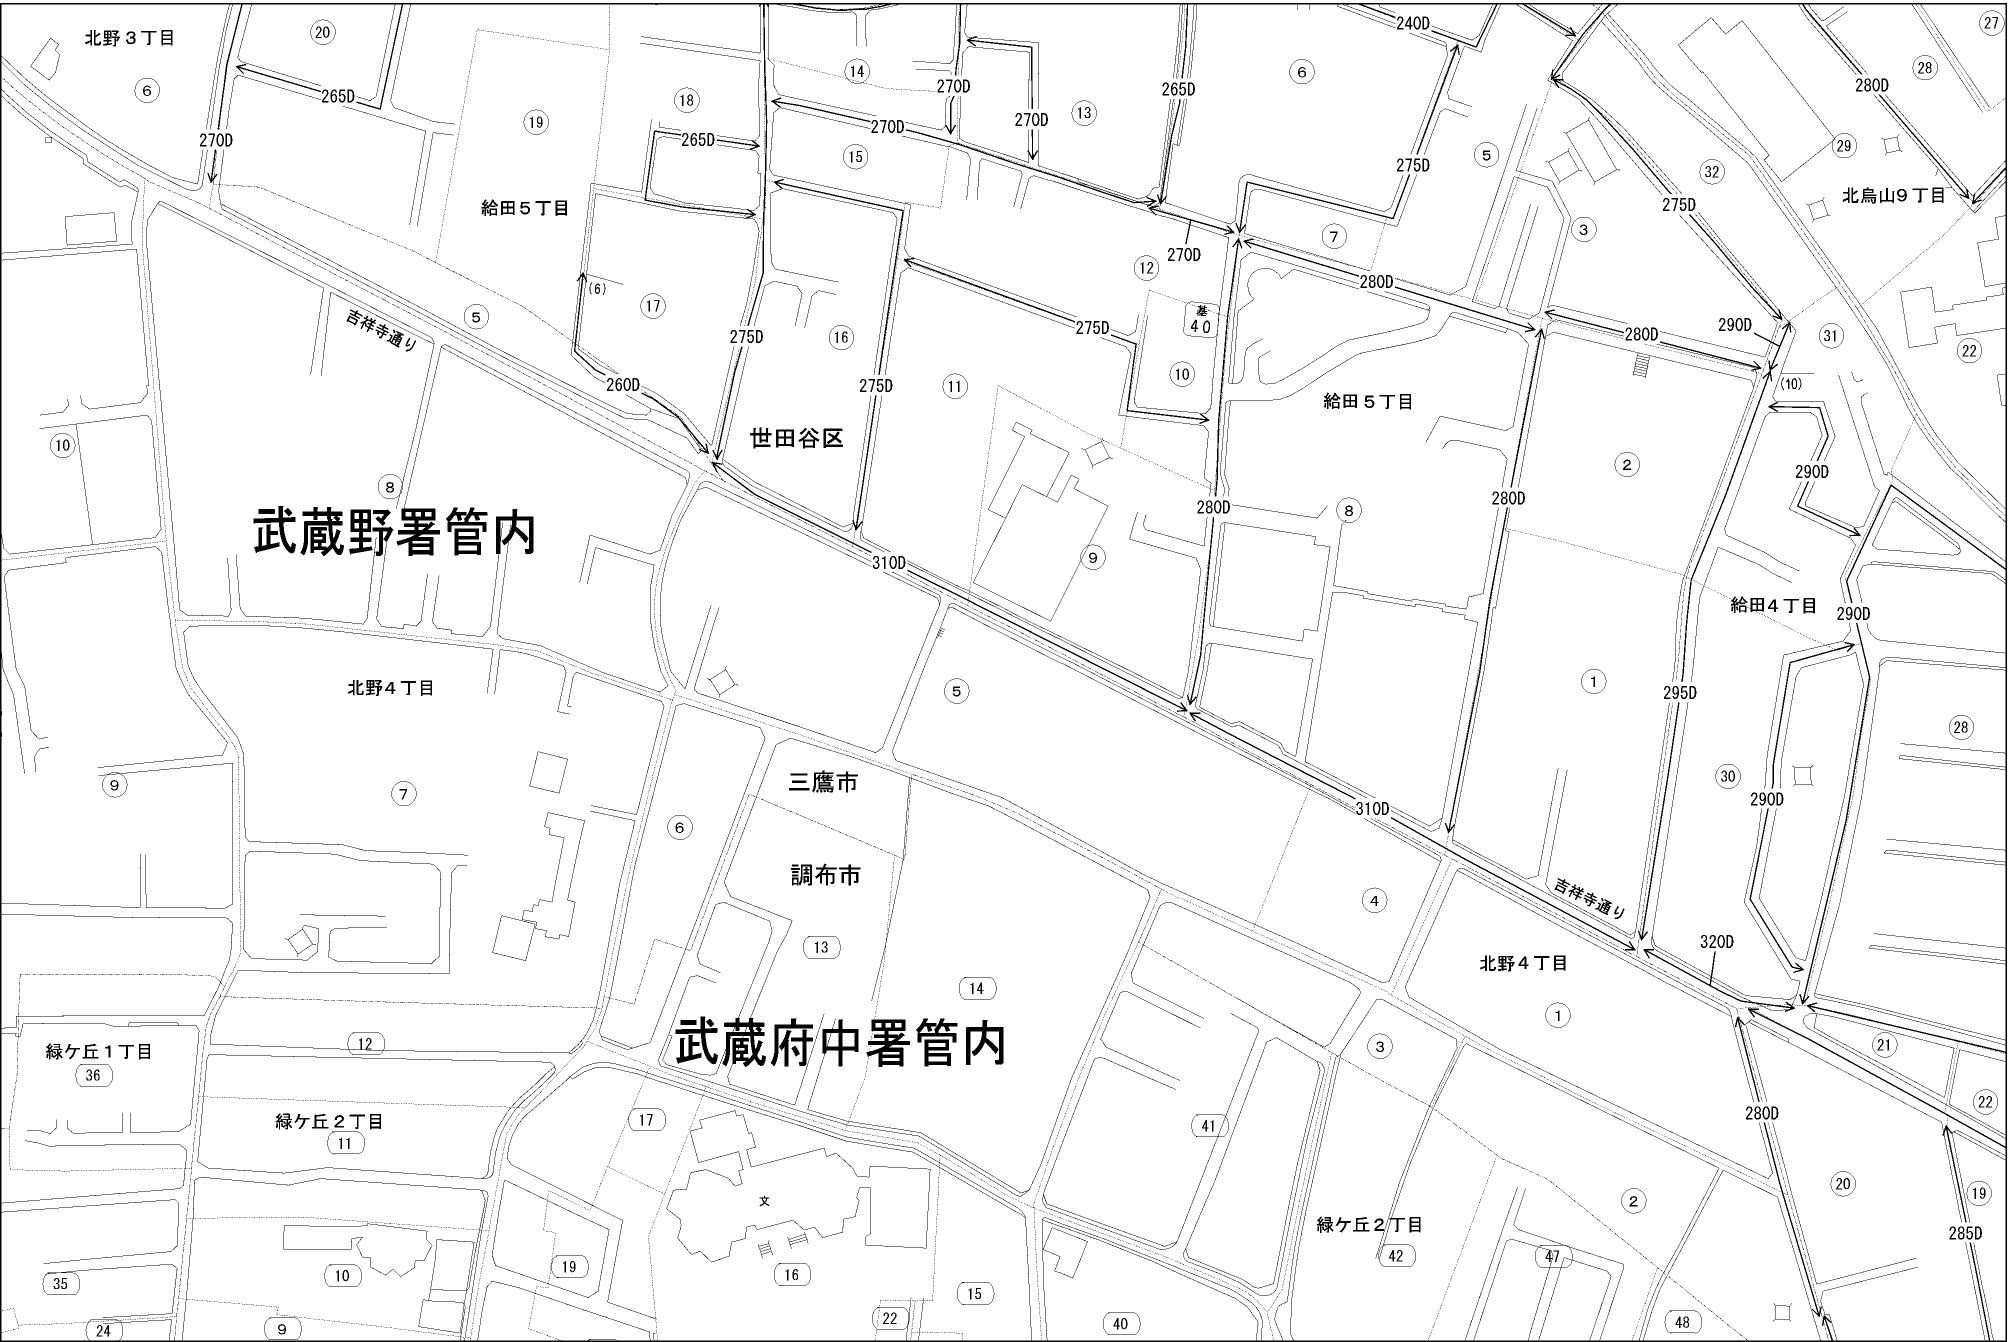 北野３丁目
20
240D
27
6
265D
19
18
14
270D
270D
265D
6
280D
28
270D
265D
270D
13
275D
5
29
15
32
北烏山９丁目
給田５丁目
275D
3
7
270D
12
280D
(6)
17
5
吉祥寺通り
275D
16
275D
基
40
280D
290D
31
22
(10)
260D
275D
11
10
給田５丁目
世田谷区
10
8
2
290D
武蔵野署管内
280D
280D
8
310D
9
給田４丁目
290D
北野４丁目
5
1
295D
28
三鷹市
9
7
30
290D
310D
6
調布市
吉祥寺通り
4
13
320D
北野４丁目
14
1
武蔵府中署管内
緑ケ丘１丁目
36
12
3
21
22
緑ケ丘２丁目
11
17
41
280D
文
20
19
2
緑ケ丘２丁目
285D
35
10
19
16
15
42
47
24
9
22
40
48